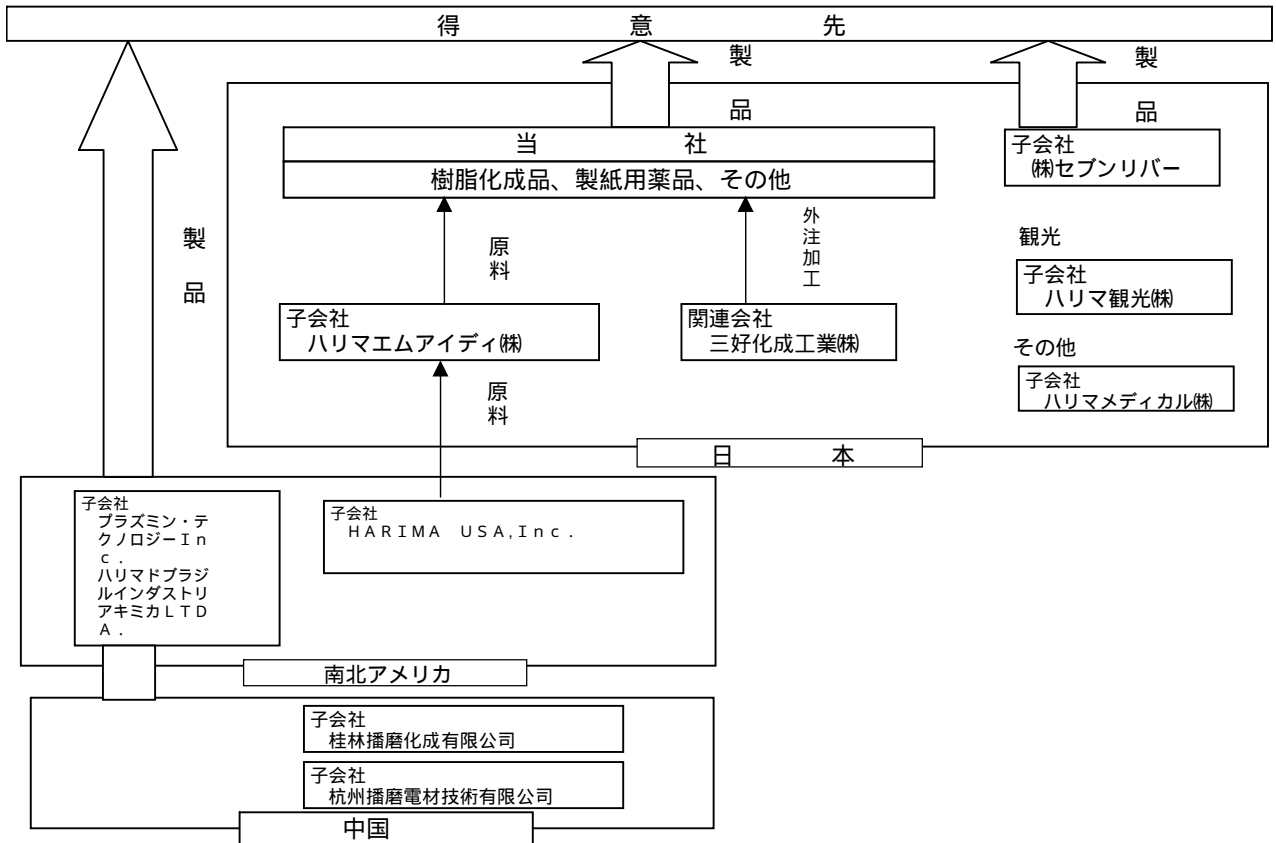 得　意　先
製
品
製
品
製
品
当　社
樹脂化成品、製紙用薬品、その他
子会社
㈱セブンリバー
原
料
外
注
加
工
観光
子会社
ハリマ観光㈱
子会社
ハリマエムアイディ㈱
関連会社
三好化成工業㈱
その他
子会社
ハリマメディカル㈱
原
料
日　本
子会社
プラズミン・テ
クノロジーＩｎ
ｃ．
ハリマドブラジ
ルインダストリ
アキミカＬＴＤ
Ａ．
子会社
ＨＡＲＩＭＡ　ＵＳＡ,Ｉｎｃ．
南北アメリカ
子会社
桂林播磨化成有限公司
子会社
杭州播磨電材技術有限公司
中国